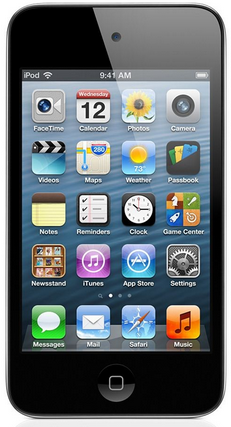 iPod 9:41 AM
Wednesday
12
280
73°
FaceTime Calendar Photos Camera
Videos Maps Weather Passbook
Notes Reminders Clock Game Center
Newsstand iTunes App Store Settings
Messages Mail Safari Music